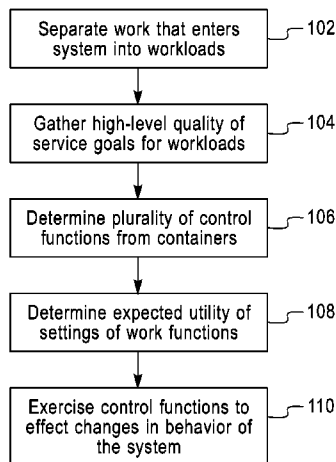 Separate work that enters
system into workloads
102
Gather high-level quality of
service goals for workloads
104
Determine plurality of control
functions from containers
106
Determine expected utility of
settings of work functions
108
Exercise control functions to
effect changes in behavior of
the system
110